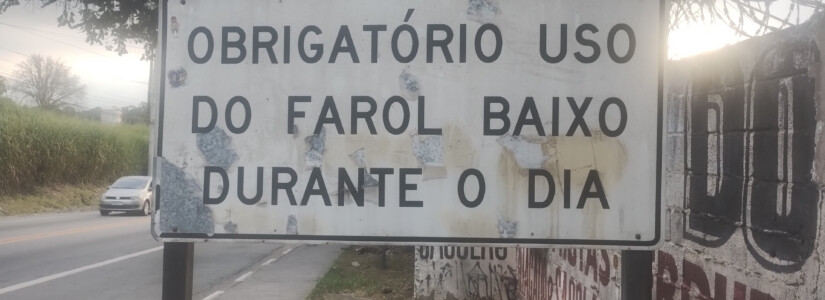 OBRIGATÓRIO USO
DO FAROL BAIXO
DURANTE O DIA